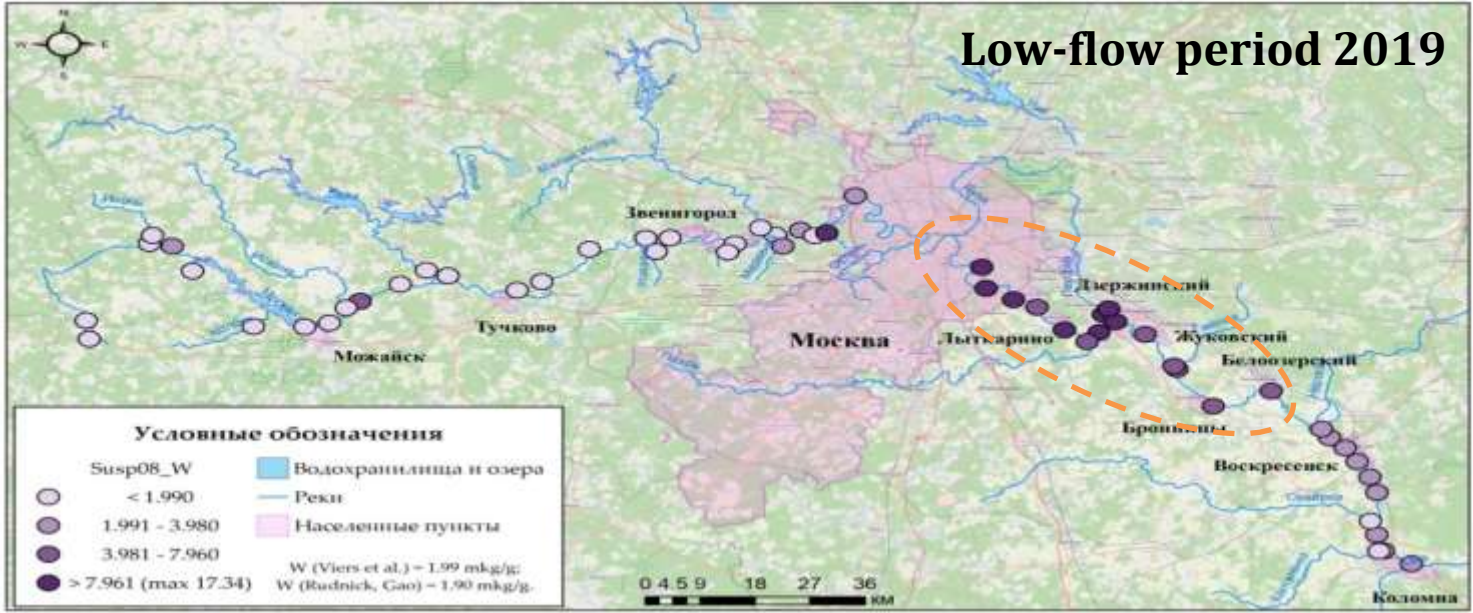 Low-flow period 2019
N
W E
S
Звенигород
Тучково
Можайск
Москва
Дзержинский
Лыткарино
Жуковский
Белоозерский
Бронницы
Воскресенск
Коломна
Условные обозначения
Susp08_W
< 1.990
1.991 - 3.980
3.981 - 7.960
> 7.961 (max 17.34)
Водохранилища и озера
Реки
Населенные пункты
W (Viers et al.) = 1.99 mkg/g;
W (Rudnick, Gao) = 1.90 mkg/g.
0 4.5 9 18 27 36
КМ